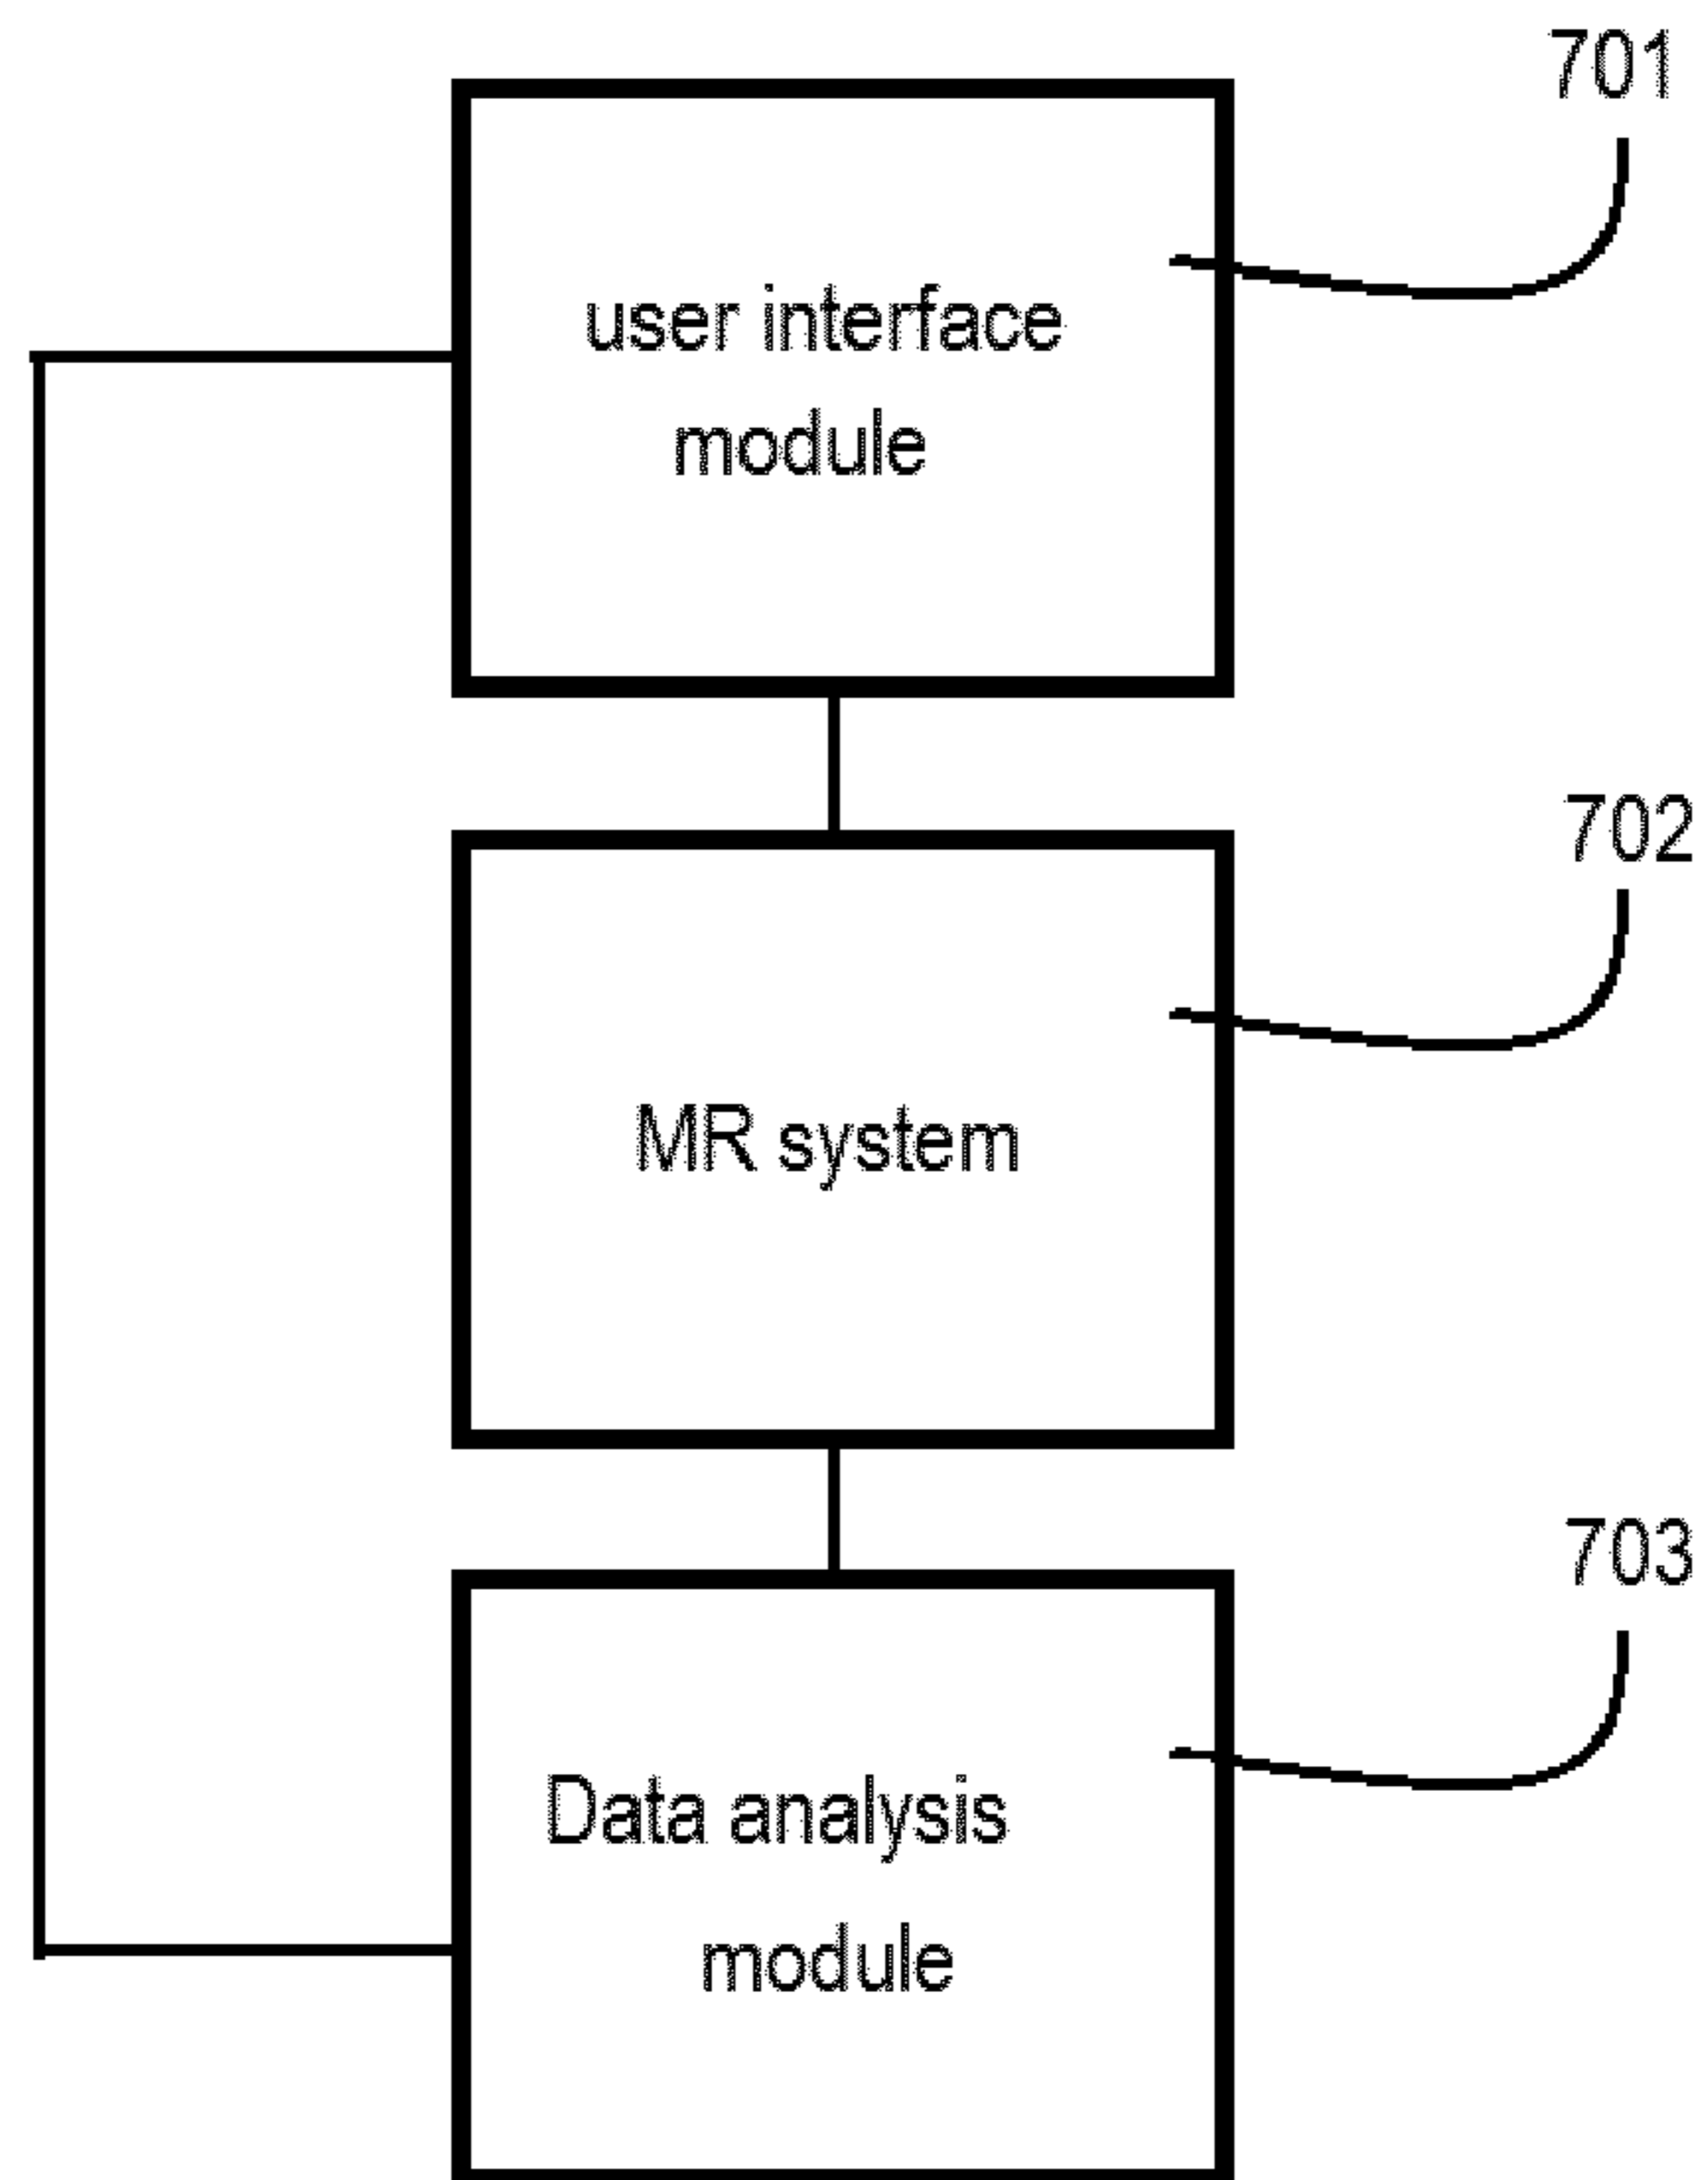 701
user interface
module
702
MR system
703
Data analysis
module